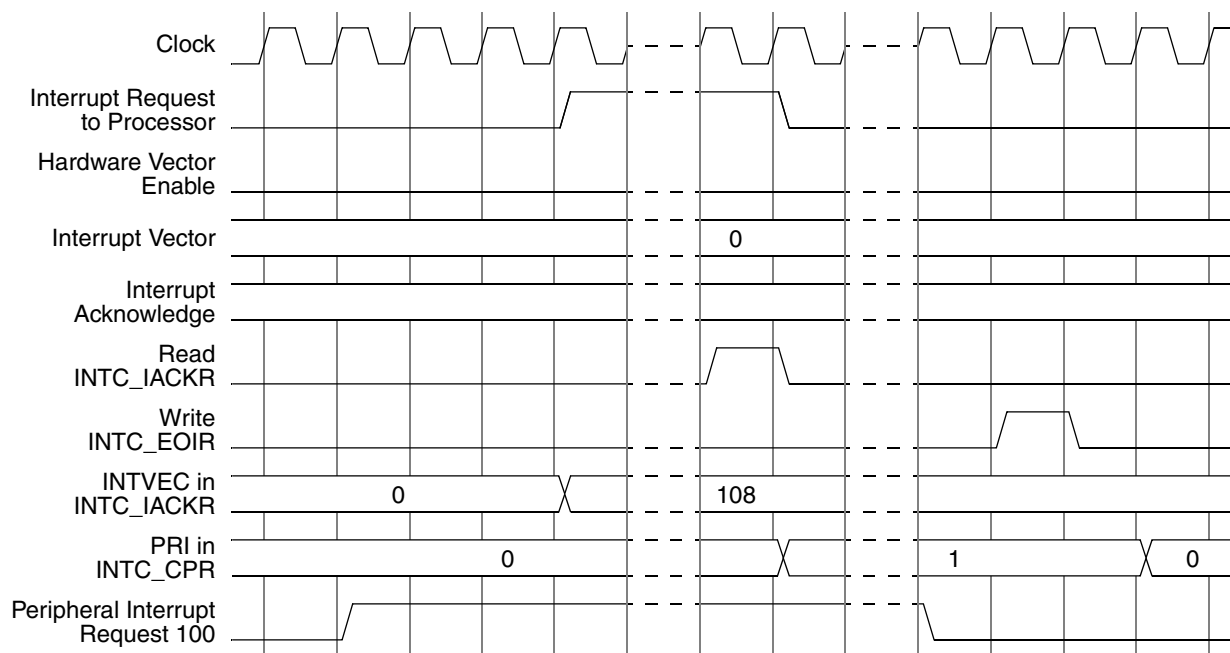 Clock
Interrupt Request
to Processor
Hardware Vector
Enable
Interrupt Vector
0
Interrupt
Acknowledge
Read
INTC_IACKR
Write
INTC_EOIR
INTVEC in
INTC_IACKR
0
108
PRI in
INTC_CPR
0
1
0
Peripheral Interrupt
Request 100